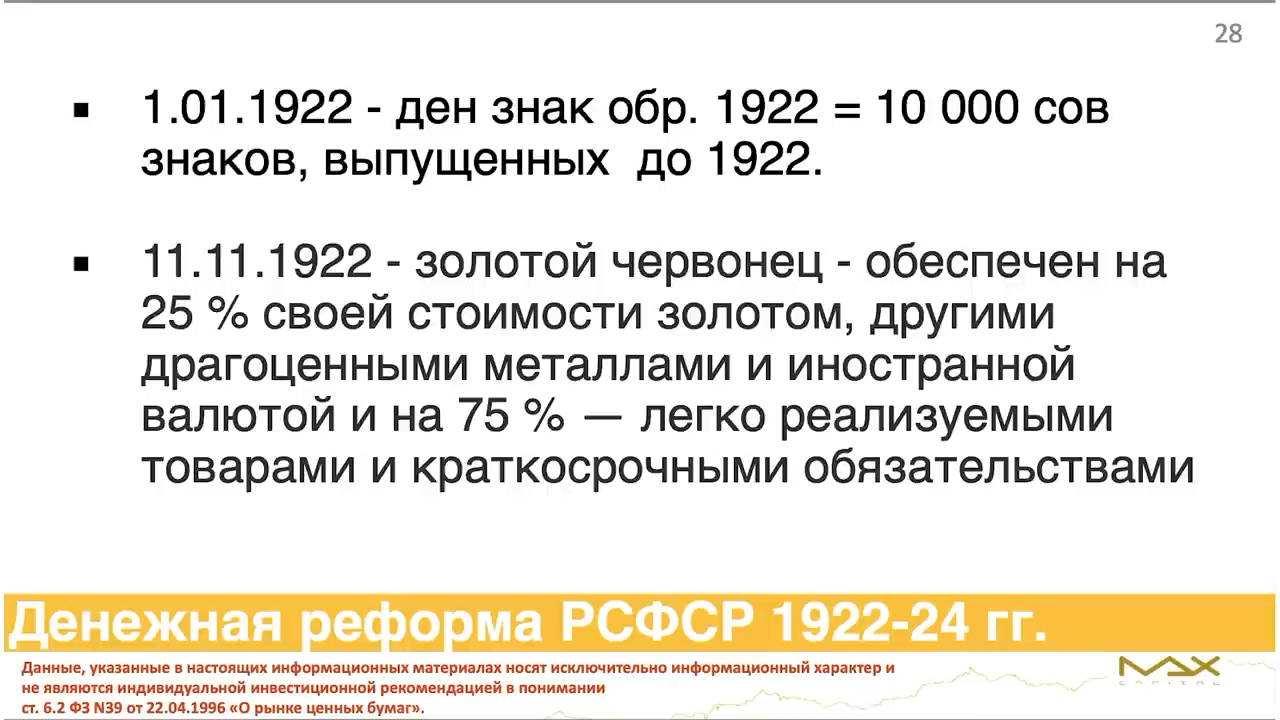 28
▪ 1.01.1922 - ден знак обр. 1922 = 10 000 сов
знаков, выпущенных до 1922.
▪ 11.11.1922 - золотой червонец - обеспечен на
25 % своей стоимости золотом, другими
драгоценными металлами и иностранной
валютой и на 75 % — легко реализуемыми
товарами и краткосрочными обязательствами
Денежная реформа РСФСР 1922-24 гг.
Данные, указанные в настоящих информационных материалах носят исключительно информационный характер и
не являются индивидуальной инвестиционной рекомендацией в понимании
ст. 6.2 ФЗ N39 от 22.04.1996 «О рынке ценных бумаг».
MAX
CAPITAL